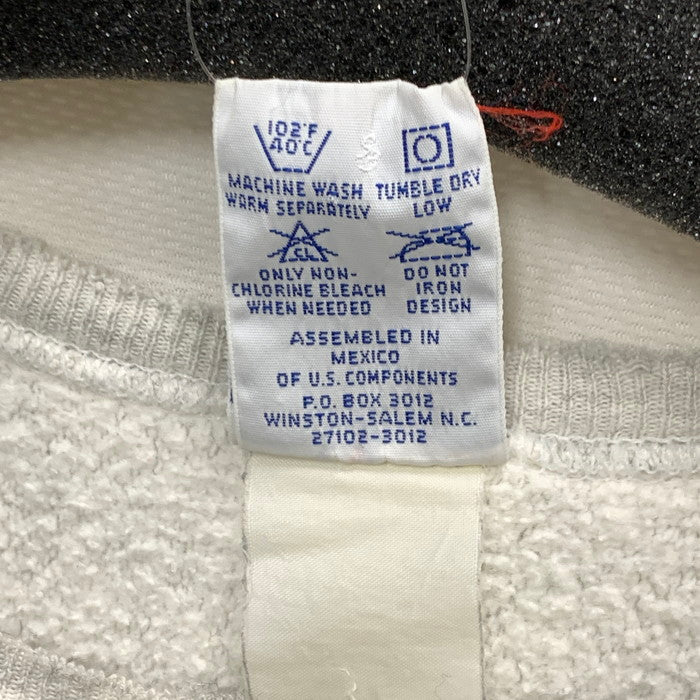 102°F
40°C
MACHINE WASH TUMBLE DRY
WARM SEPARATELY LOW
CL
ONLY NON-
CHLORINE BLEACH
WHEN NEEDED
DO NOT
IRON
DESIGN
ASSEMBLED IN
MEXICO
OF U.S. COMPONENTS
P.O. BOX 3012
WINSTON-SALEM N.C.
27102-3012